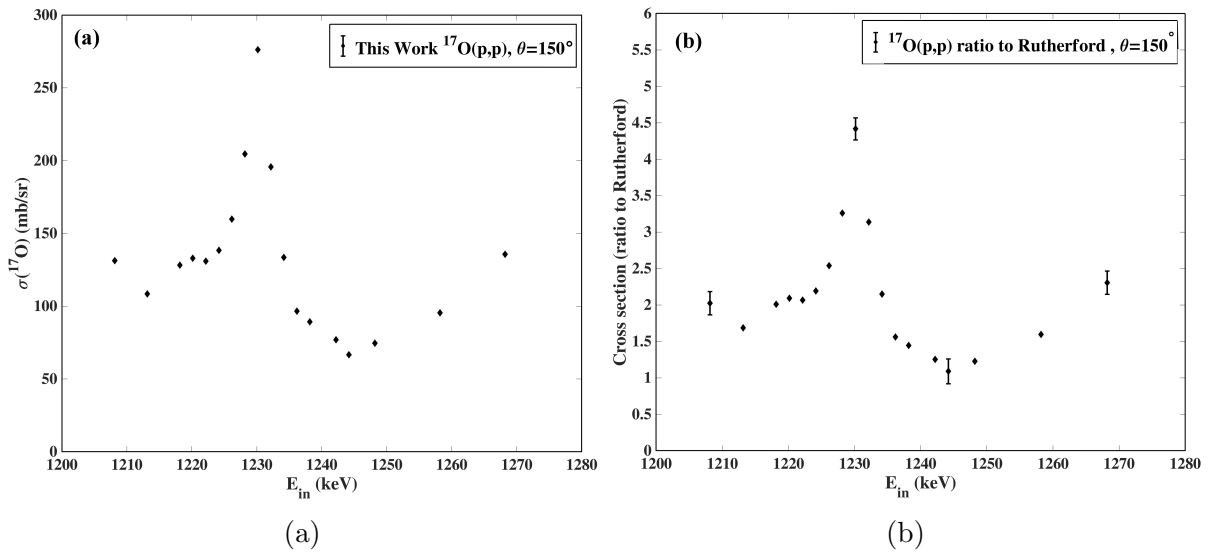 (a)
This Work ¹⁷O(p,p), θ=150°
300
250
200
150
100
50
0
σ(¹⁷O) (mb/sr)
1200 1210 1220 1230 1240 1250 1260 1270 1280
E_in (keV)
(a)
(b)
¹⁷O(p,p) ratio to Rutherford , θ=150°
6
5.5
5
4.5
4
3.5
3
2.5
2
1.5
1
0.5
0
Cross section (ratio to Rutherford)
1200 1210 1220 1230 1240 1250 1260 1270 1280
E_in (keV)
(b)